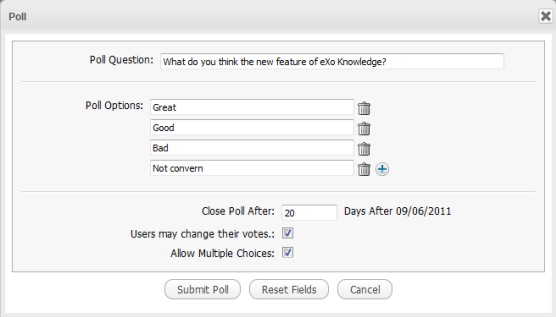 Poll
Poll Question: What do you think the new feature of eXo Knowledge?
Poll Options: Great
Good
Bad
Not convern
Close Poll After: 20 Days After 09/06/2011
Users may change their votes.:
Allow Multiple Choices:
Submit Poll Reset Fields Cancel